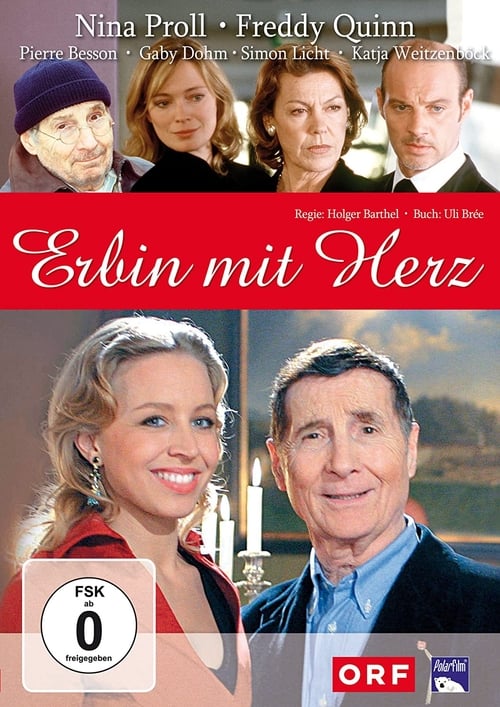 Nina Proll · Freddy Quinn
Pierre Besson · Gaby Dohm · Simon Licht · Katja Weitzenböck
Regie: Holger Barthel · Buch: Uli Brée
Erbin mit Herz
FSK
ab
0
freigegeben
ORF
Polarfilm